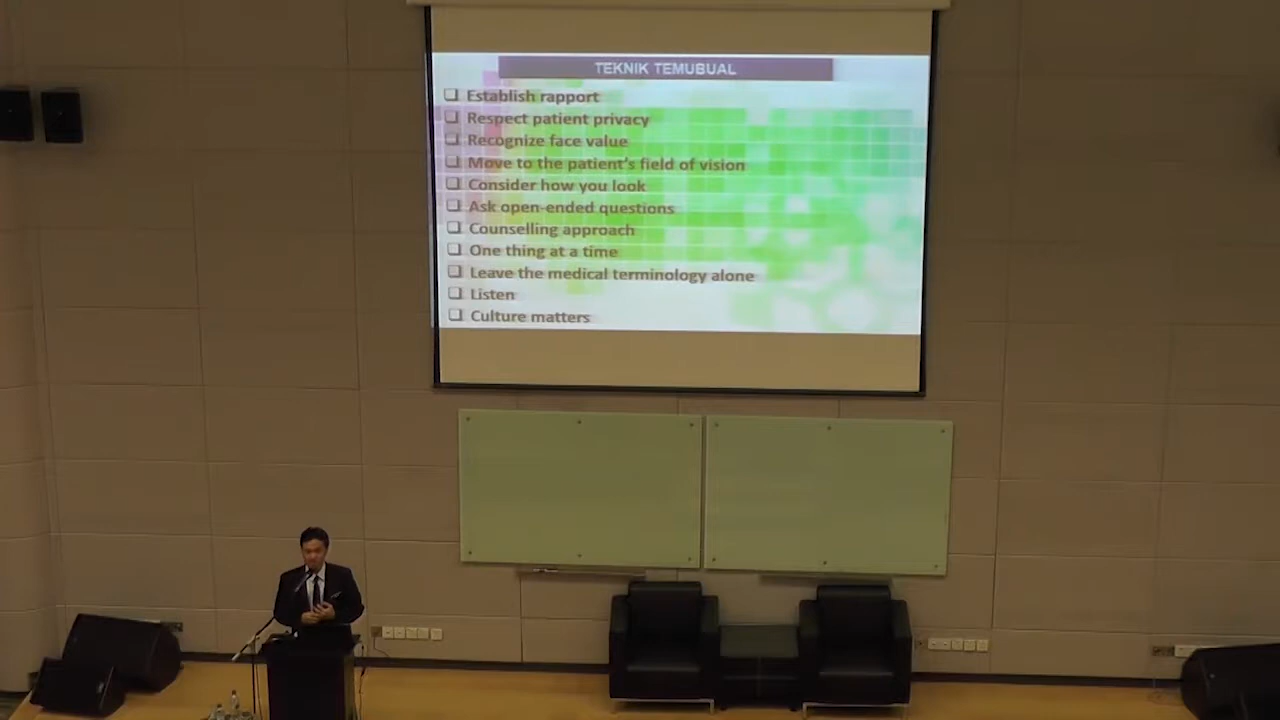 TEKNIK TEMUBUAL
Establish rapport
Respect patient privacy
Recognize face value
Move to the patient's field of vision
Consider how you look
Ask open-ended questions
Counselling approach
One thing at a time
Leave the medical terminology alone
Listen
Culture matters